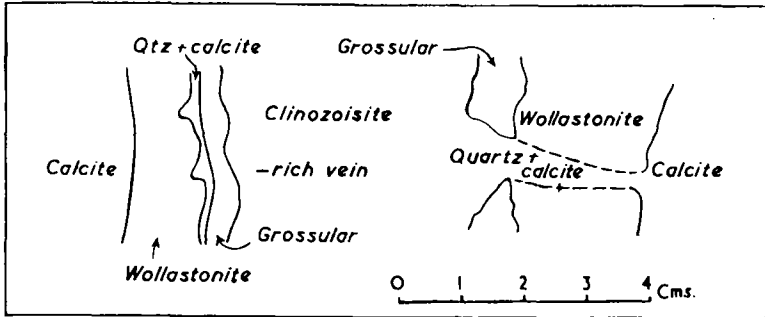 Qtz + calcite
Grossular
Clinozoisite
Wollastonite
Calcite
-rich vein
Quartz +
calcite
Calcite
Grossular
Wollastonite
0 1 2 3 4 Cms.